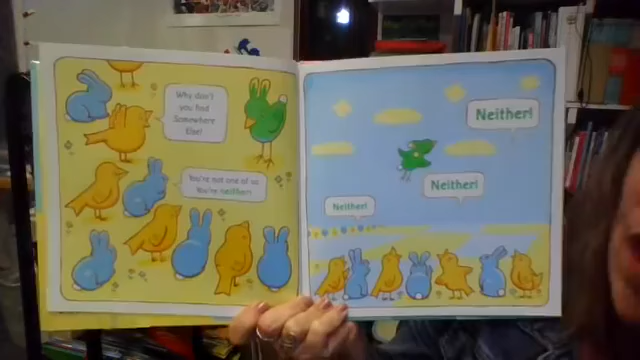 Why don't
you find
Somewhere
Else!
You're not one of us
You're neither!
Neither!
Neither!
Neither!